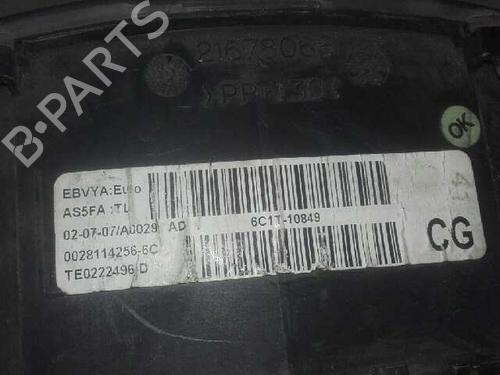 B-PARTS
>PP+T30<
OK
EBVYA:Euro
AS5FA :TL
02-07-07/A0029 AD
0028114256-6C
TE0222496 D
6C1T-10849
41
CG